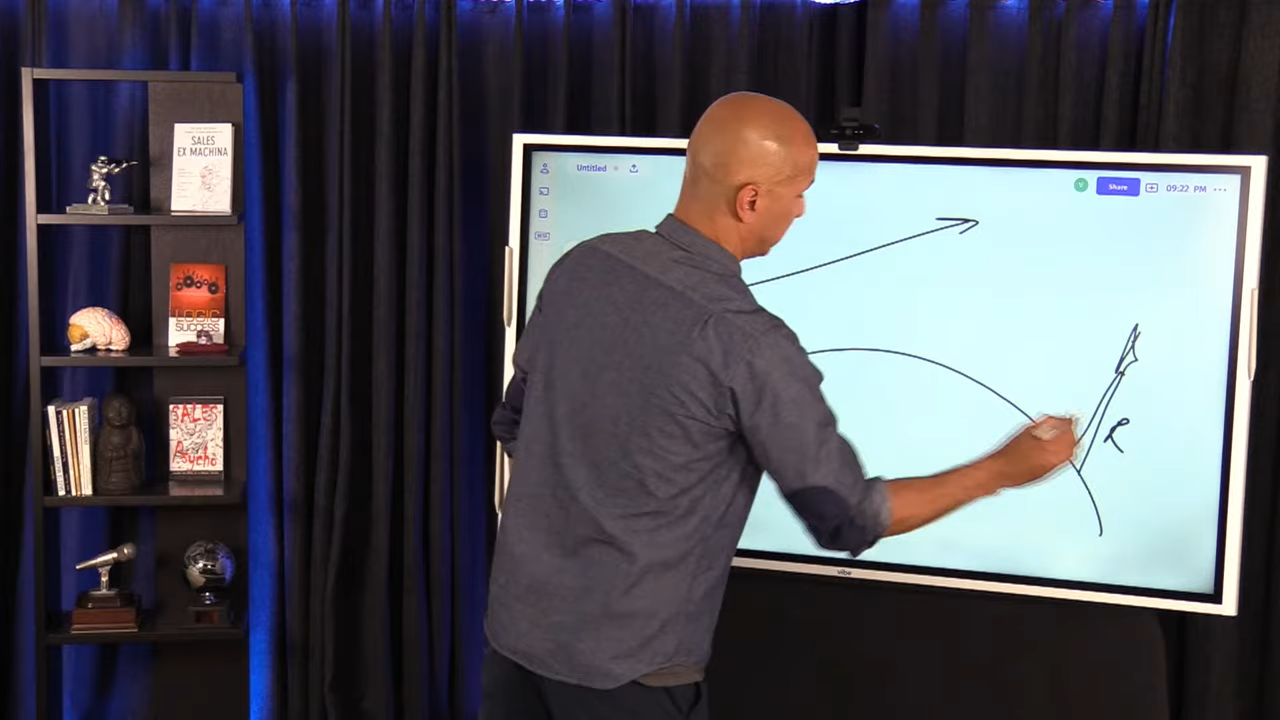 SALES
EX MACHINA
LOGIC
SUCCESS
SALES
Psycho
Untitled
V
Share
09:22 PM
R
vibe